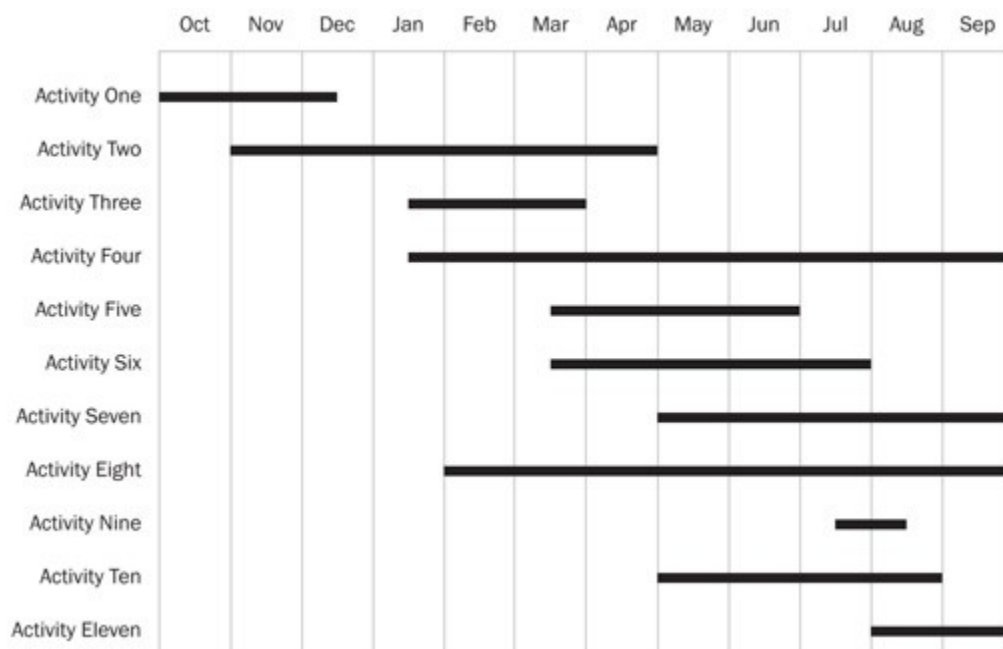 Oct Nov Dec Jan Feb Mar Apr May Jun Jul Aug Sep
Activity One
Activity Two
Activity Three
Activity Four
Activity Five
Activity Six
Activity Seven
Activity Eight
Activity Nine
Activity Ten
Activity Eleven